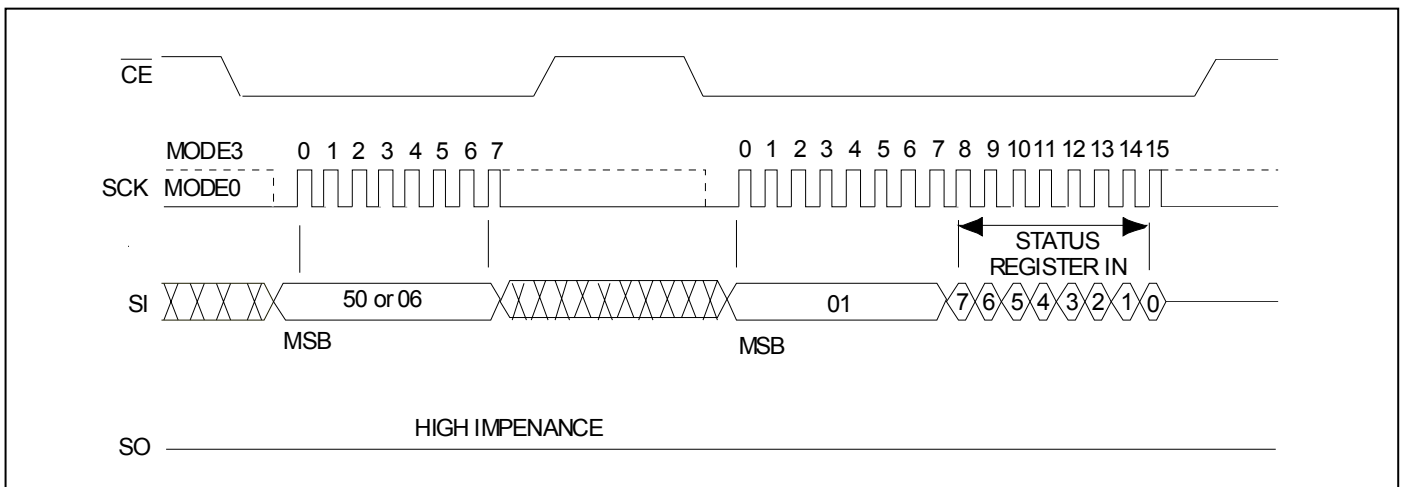 CE
MODE3 0 1 2 3 4 5 6 7 0 1 2 3 4 5 6 7 8 9 10 11 12 13 14 15
SCK MODE0
STATUS
REGISTER IN
SI 50 or 06 01 7 6 5 4 3 2 1 0
MSB MSB
HIGH IMPENANCE
SO